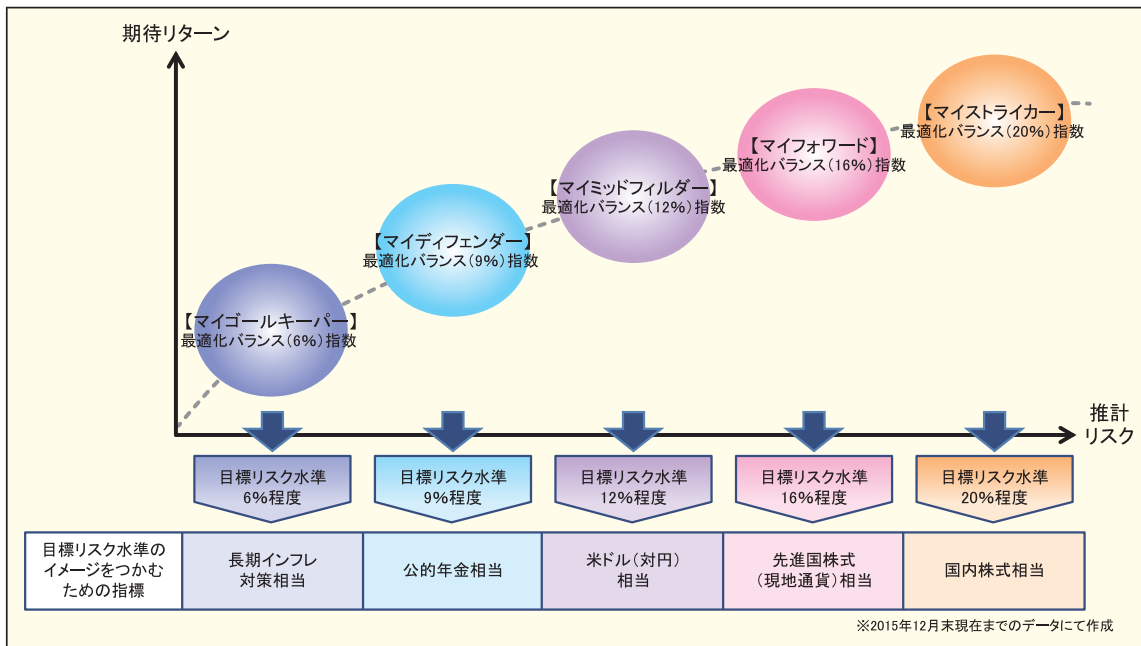 期待リターン
【マイストライカー】
最適化バランス(20%)指数
【マイフォワード】
最適化バランス(16%)指数
【マイミッドフィルダー】
最適化バランス(12%)指数
【マイディフェンダー】
最適化バランス(9%)指数
【マイゴールキーパー】
最適化バランス(6%)指数
推計
リスク
目標リスク水準
6%程度
目標リスク水準
9%程度
目標リスク水準
12%程度
目標リスク水準
16%程度
目標リスク水準
20%程度
目標リスク水準の
イメージをつかむ
ための指標
長期インフレ
対策相当
公的年金相当
米ドル(対円)
相当
先進国株式
(現地通貨)相当
国内株式相当
※2015年12月末現在までのデータにて作成